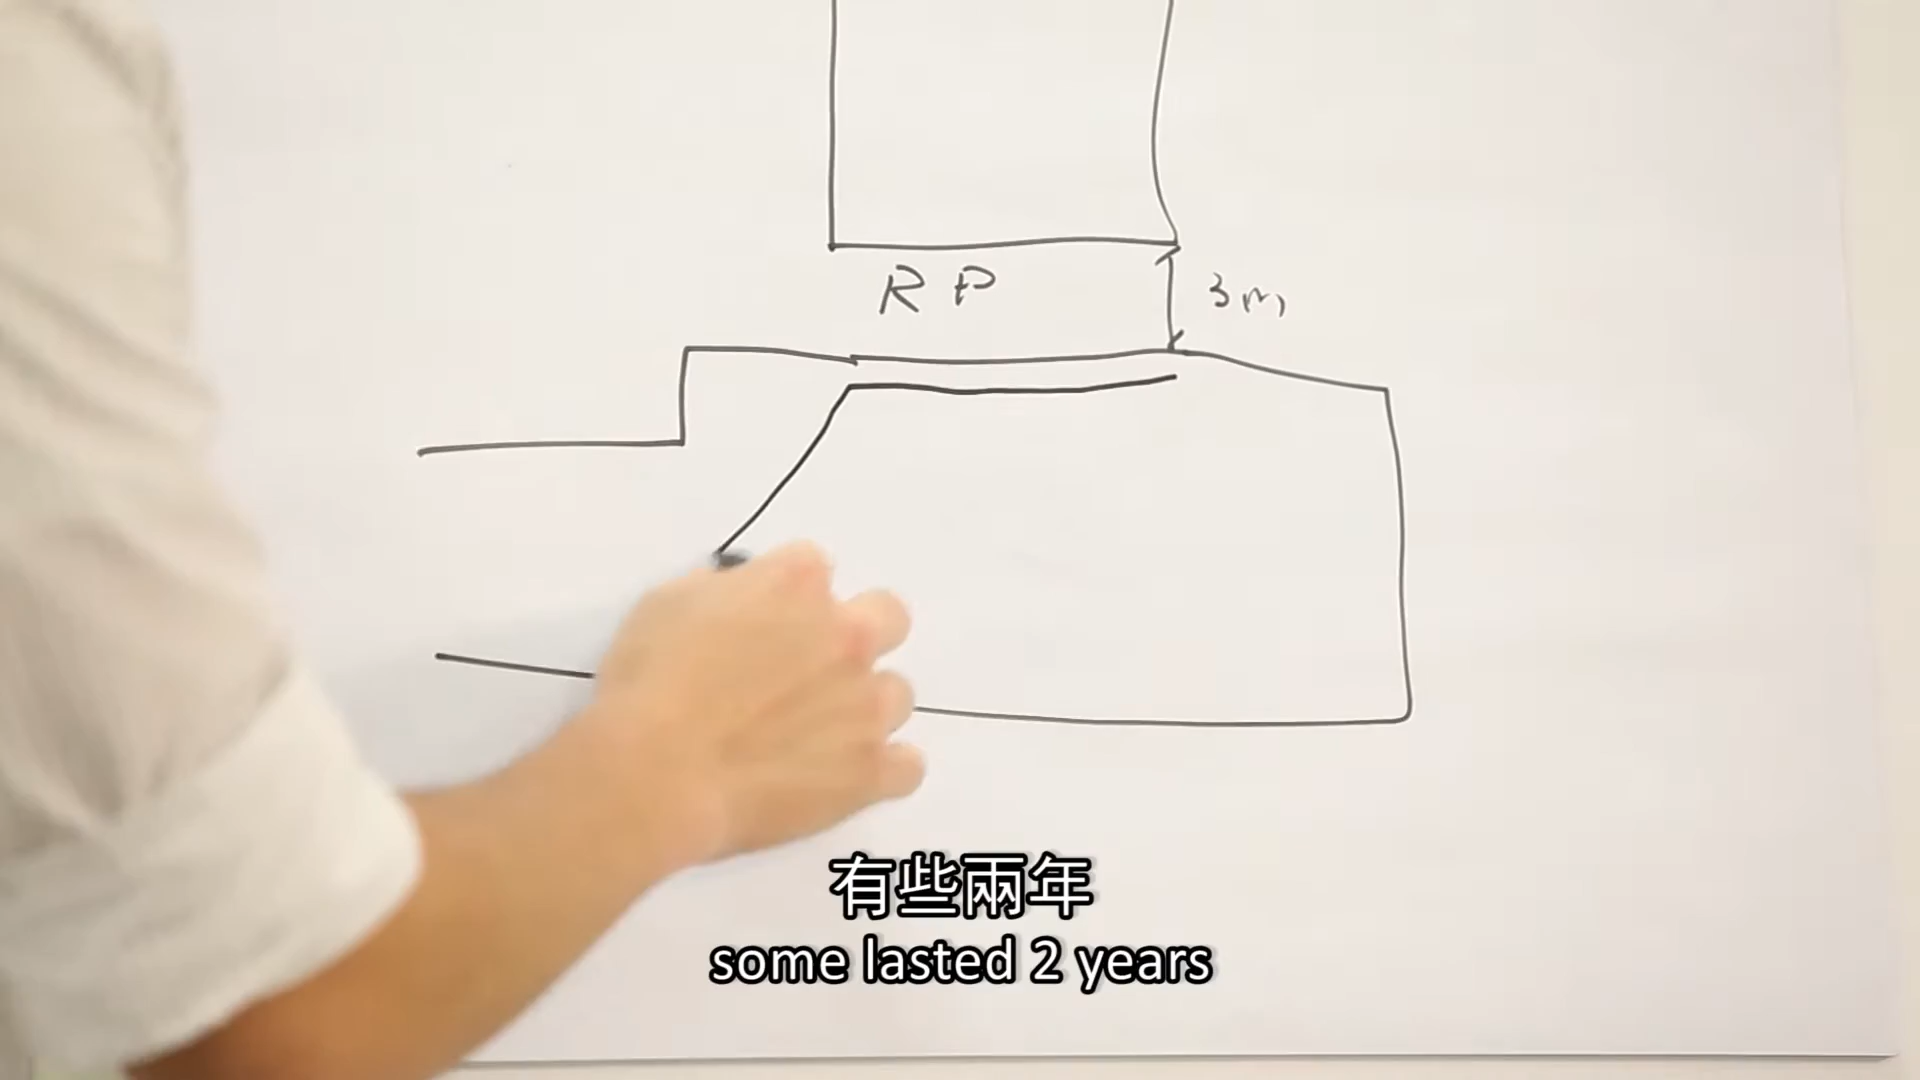 RP
3m
有些兩年
some lasted 2 years